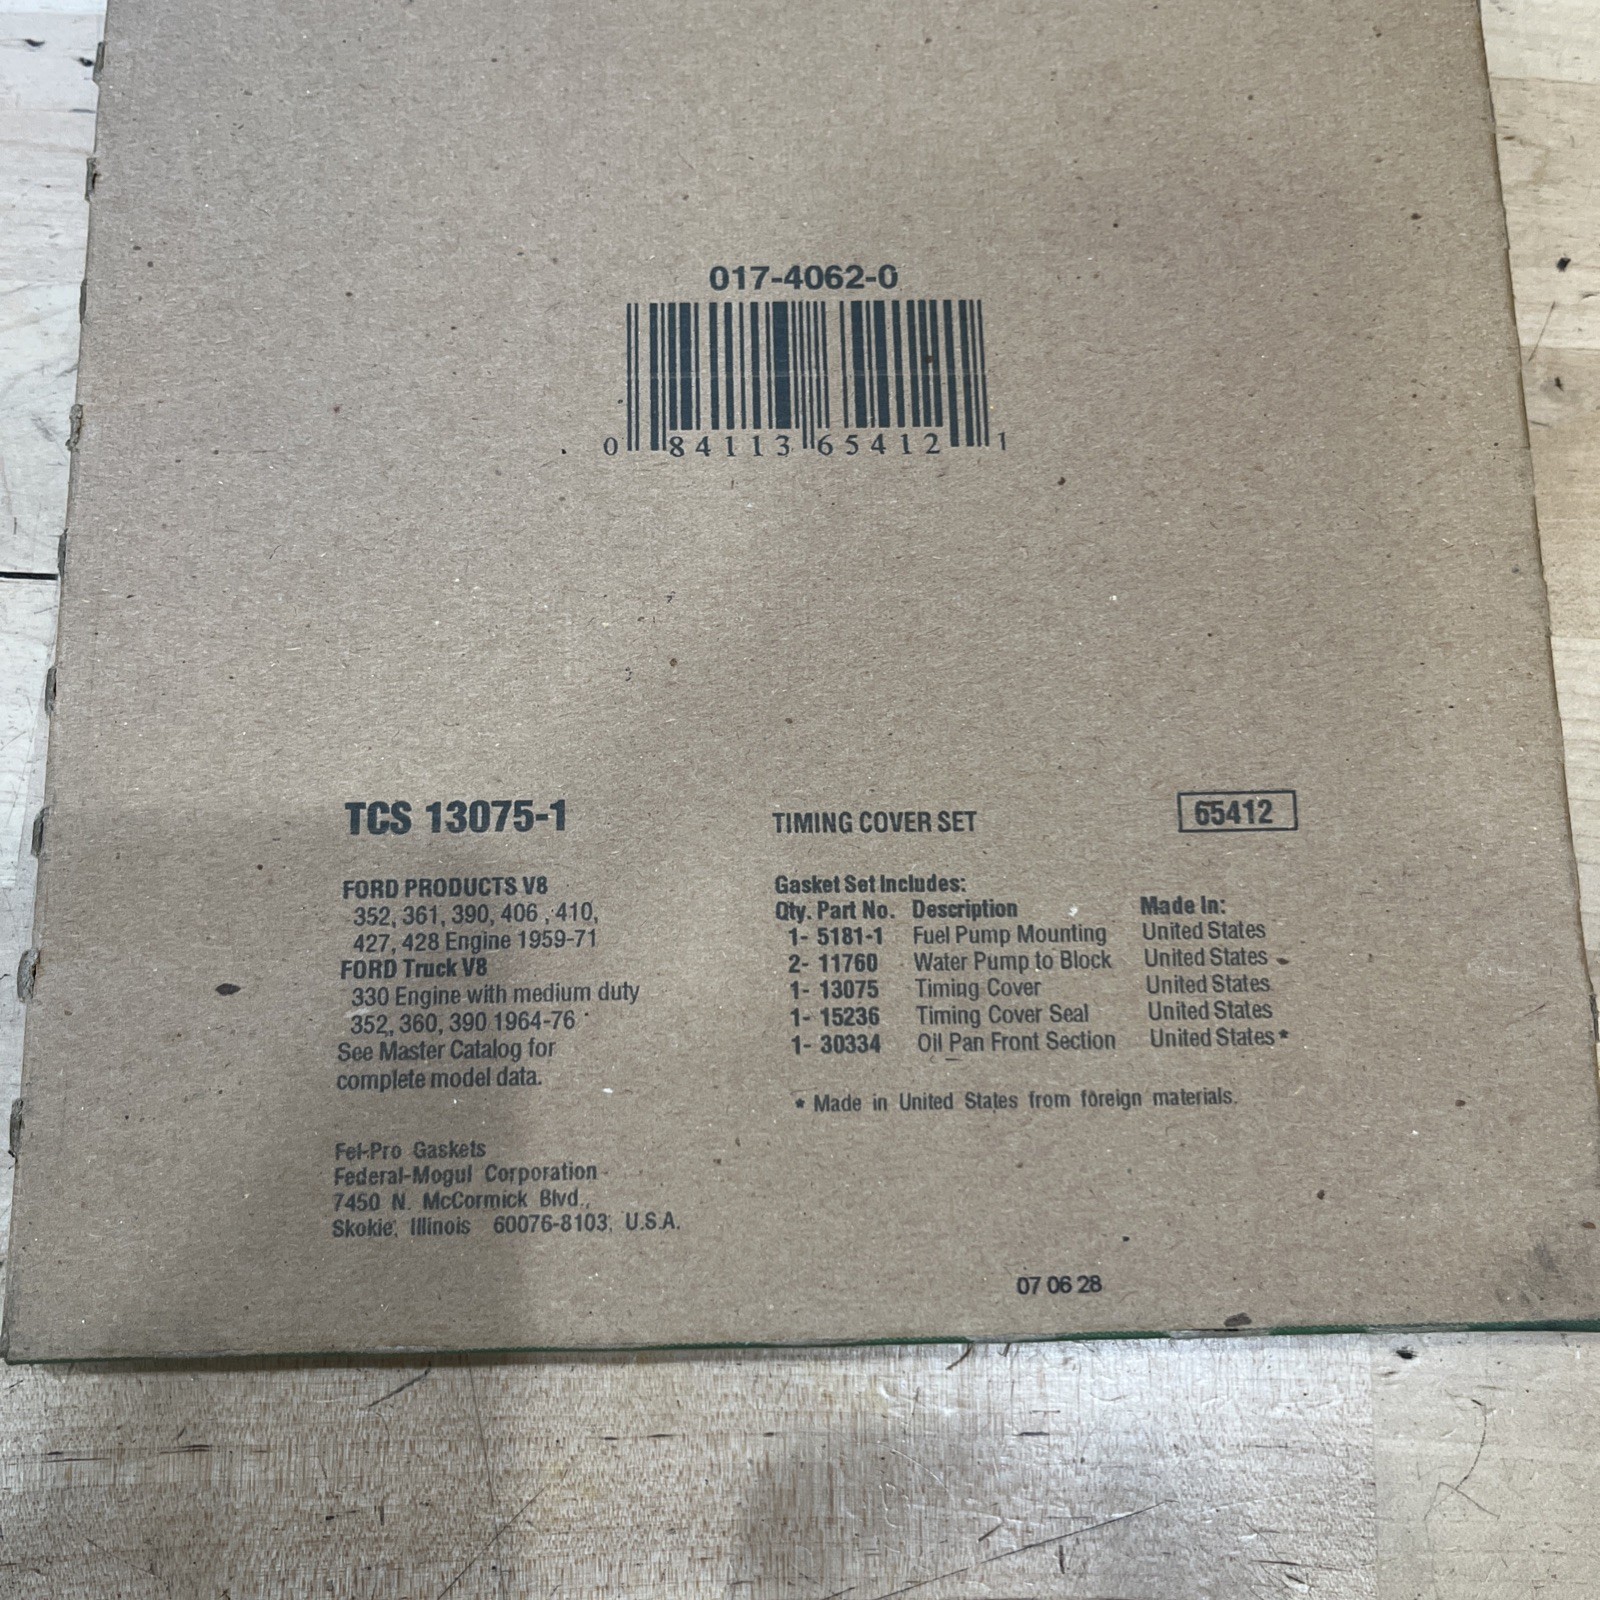 017-4062-0
0 84113 65412 1
TCS 13075-1
FORD PRODUCTS V8
352, 361, 390, 406 , 410,
427, 428 Engine 1959-71
FORD Truck V8
330 Engine with medium duty
352, 360, 390 1964-76
See Master Catalog for
complete model data.
Fel-Pro Gaskets
Federal-Mogul Corporation
7450 N. McCormick Blvd.,
Skokie, Illinois 60076-8103, U.S.A.
TIMING COVER SET
65412
Gasket Set Includes:
Qty. Part No. Description Made In:
1- 5181-1 Fuel Pump Mounting United States
2- 11760 Water Pump to Block United States
1- 13075 Timing Cover United States
1- 15236 Timing Cover Seal United States
1- 30334 Oil Pan Front Section United States*
* Made in United States from foreign materials.
07 06 28